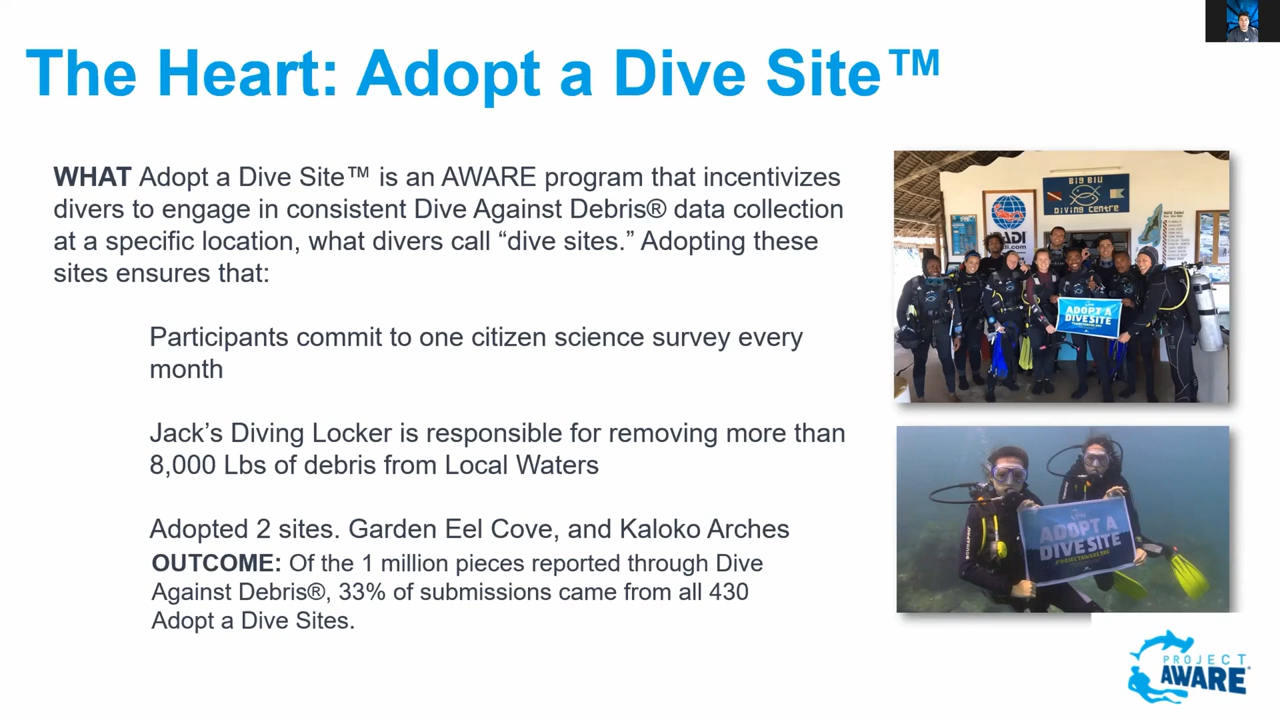 The Heart: Adopt a Dive Site™
WHAT Adopt a Dive Site™ is an AWARE program that incentivizes
divers to engage in consistent Dive Against Debris® data collection
at a specific location, what divers call “dive sites.” Adopting these
sites ensures that:
Participants commit to one citizen science survey every
month
Jack’s Diving Locker is responsible for removing more than
8,000 Lbs of debris from Local Waters
Adopted 2 sites. Garden Eel Cove, and Kaloko Arches
OUTCOME: Of the 1 million pieces reported through Dive
Against Debris®, 33% of submissions came from all 430
Adopt a Dive Sites.
BIG BLU
DIVING CENTRE
ADOPT A
DIVE SITE
ADOPT A
DIVE SITE
PROJECTAWARE.ORG
PROJECT
AWARE®